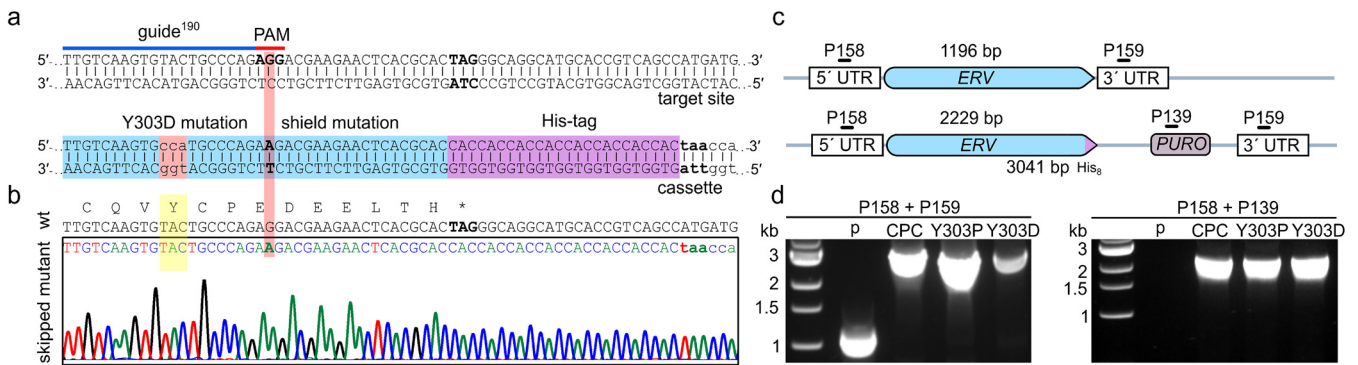 a
guide190 PAM
5′-..TTGTCAAGTGTACTGCCCAGAGGACGAAGAACTCACGCACTAGGGCAGGCATGCACCGTCAGCCATGATG..-3′
3′-..AACAGTTCACATGACGGGTCTCCTGCTTCTTGAGTGCGTGATCCCGTCCGTACGTGGCAGTCGGTACTAC..-5′
target site
Y303D mutation shield mutation His-tag
5′-..TTGTCAAGTGccaTGCCCAGAAGACGAAGAACTCACGCACCACCACCACCACCACCACCACCACtaacca..-3′
3′-..AACAGTTCACggtACGGGTCTTCTGCTTCTTGAGTGCGTGGTGGTGGTGGTGGTGGTGGTGGTGattggt..-5′
cassette
b
C Q V Y C P E D E E L T H *
wt
TTGTCAAGTGTACTGCCCAGAGGACGAAGAACTCACGCACTAGGGCAGGCATGCACCGTCAGCCATGATG
skipped mutant
TTGTCAAGTGTACTGCCCAGAAGACGAAGAACTCACGCACCACCACCACCACCACCACCACCACtaacca
c
P158 1196 bp P159
5′ UTR ERV 3′ UTR
P158 2229 bp P139 P159
5′ UTR ERV PURO 3′ UTR
3041 bp His8
d
P158 + P159
kb p CPC Y303P Y303D
3
2
1.5
1
P158 + P139
kb p CPC Y303P Y303D
3
2
1.5
1